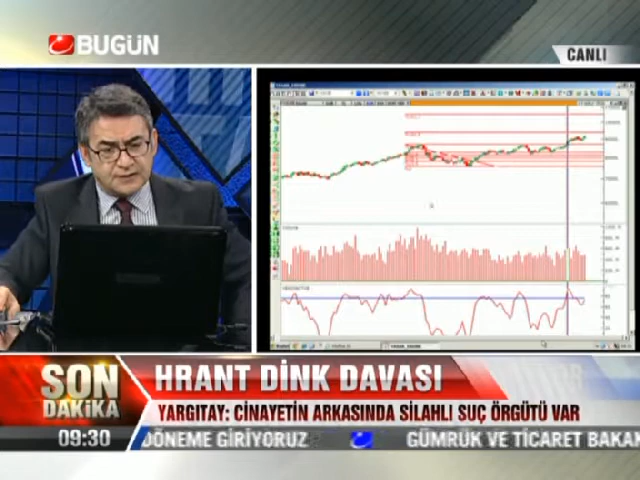 BUGÜN
CANLI
HRANT DİNK DAVASI
SON
DAKİKA
YARGITAY: CİNAYETİN ARKASINDA SİLAHLI SUÇ ÖRGÜTÜ VAR
09:30
DÖNEME GİRİYORUZ
GÜMRÜK VE TİCARET BAKAN